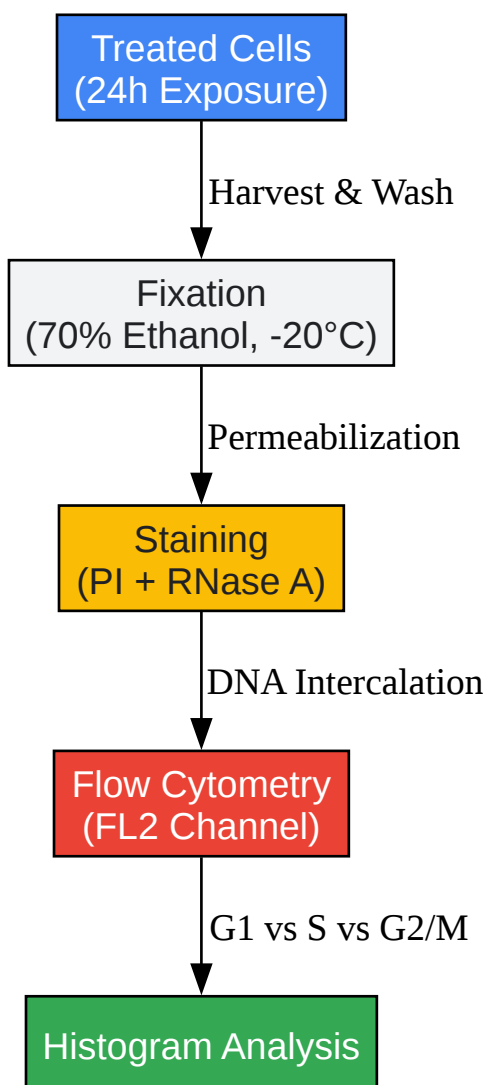 Treated Cells
(24h Exposure)
Harvest & Wash
Fixation
(70% Ethanol, -20°C)
Permeabilization
Staining
(PI + RNase A)
DNA Intercalation
Flow Cytometry
(FL2 Channel)
G1 vs S vs G2/M
Histogram Analysis